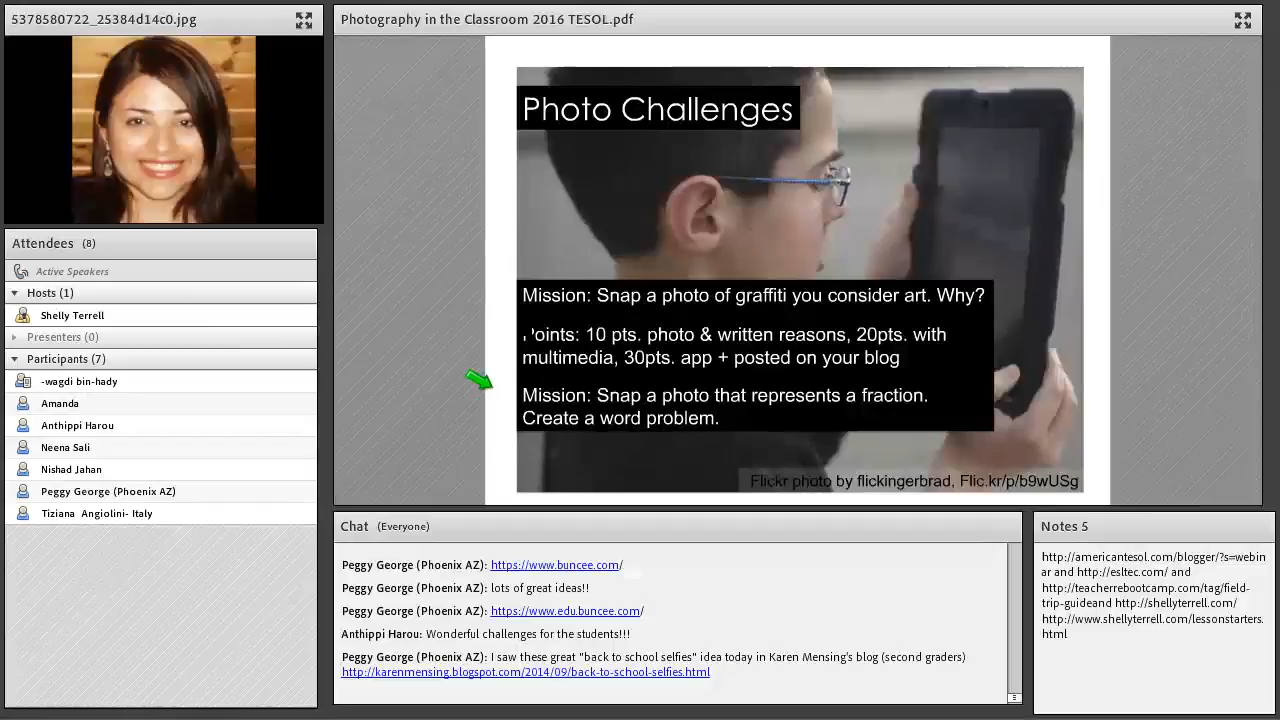 5378580722_25384d14c0.jpg
Attendees (8)
Active Speakers
Hosts (1)
Shelly Terrell
Presenters (0)
Participants (7)
-wagdi bin-hady
Amanda
Anthippi Harou
Neena Sali
Nishad Jahan
Peggy George (Phoenix AZ)
Tiziana Angiolini- Italy
Photography in the Classroom 2016 TESOL.pdf
Photo Challenges
Mission: Snap a photo of graffiti you consider art. Why?
Points: 10 pts. photo & written reasons, 20pts. with
multimedia, 30pts. app + posted on your blog
Mission: Snap a photo that represents a fraction.
Create a word problem.
Flickr photo by flickingerbrad, Flic.kr/p/b9wUSg
Chat (Everyone)
Peggy George (Phoenix AZ): https://www.buncee.com/
Peggy George (Phoenix AZ): lots of great ideas!!
Peggy George (Phoenix AZ): https://www.edu.buncee.com/
Anthippi Harou: Wonderful challenges for the students!!!
Peggy George (Phoenix AZ): I saw these great "back to school selfies" idea today in Karen Mensing's blog (second graders)
http://karenmensing.blogspot.com/2014/09/back-to-school-selfies.html
Notes 5
http://americantesol.com/blogger/?s=webin
ar and http://esltec.com/ and
http://teacherrebootcamp.com/tag/field-
trip-guideand http://shellyterrell.com/
http://www.shellyterrell.com/lessonstarters.
html